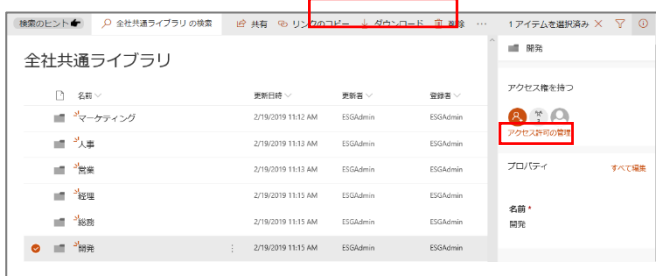 検索のヒント
全社共通ライブラリ の検索
共有 リンクのコピー ダウンロード 削除 … 1アイテムを選択済み
全社共通ライブラリ
名前 更新日時 更新者 登録者
マーケティング 2/19/2019 11:12 AM ESGAdmin ESGAdmin
人事 2/19/2019 11:13 AM ESGAdmin ESGAdmin
営業 2/19/2019 11:13 AM ESGAdmin ESGAdmin
経理 2/19/2019 11:15 AM ESGAdmin ESGAdmin
総務 2/19/2019 11:15 AM ESGAdmin ESGAdmin
開発 2/19/2019 11:15 AM ESGAdmin ESGAdmin
開発
アクセス権を持つ
アクセス許可の管理
プロパティ すべて編集
名前 *
開発